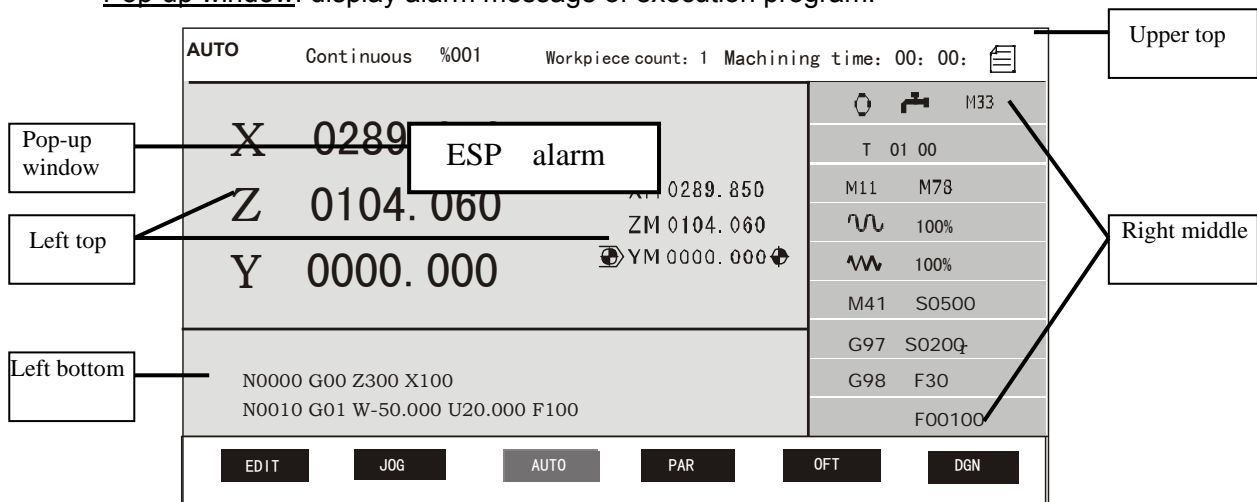 Pop-up window: display alarm message of execution program.
Upper top
AUTO Continuous %001 Workpiece count: 1 Machining time: 00: 00:
M33
Pop-up window
X 0289.
ESP alarm
T 01 00
Left top
Z 0104. 060
XM 0289. 850
M11 M78
ZM 0104. 060
100%
Right middle
Y 0000. 000
YM 0000. 000
100%
M41 S0500
G97 S0200
Left bottom
N0000 G00 Z300 X100
G98 F30
N0010 G01 W-50.000 U20.000 F100
F00100
EDIT JOG AUTO PAR OFT DGN